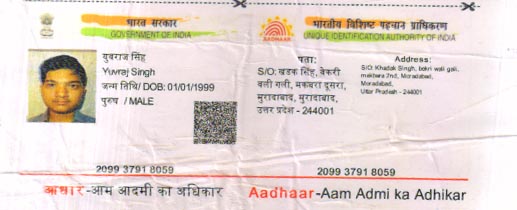 भारत सरकार
GOVERNMENT OF INDIA
युवराज सिंह
Yuvraj Singh
जन्म तिथि/ DOB: 01/01/1999
पुरुष / MALE
2099 3791 8059
आधार-आम आदमी का अधिकार
भारतीय विशिष्ट पहचान प्राधिकरण
UNIQUE IDENTIFICATION AUTHORITY OF INDIA
AADHAAR
पता:
S/O: खडक सिंह, बेकरी
वाली गली, मकबरा दूसरा,
मुरादाबाद, मुरादाबाद,
उत्तर प्रदेश - 244001
Address:
S/O: Khadak Singh, bekri wali gali,
makbara 2nd, Moradabad,
Moradabad,
Uttar Pradesh - 244001
2099 3791 8059
Aadhaar-Aam Admi ka Adhikar